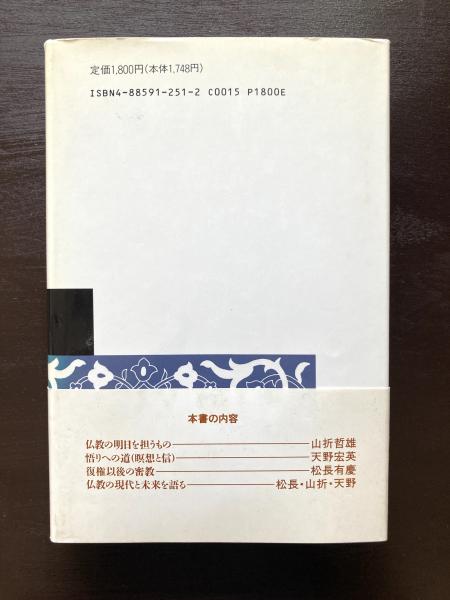 定価1,800円(本体1,748円)
ISBN4-88591-251-2 C0015 P1800E
本書の内容
仏教の明日を担うもの――山折哲雄
悟りへの道(瞑想と信)――天野宏英
復権以後の密教――松長有慶
仏教の現代と未来を語る――松長・山折・天野